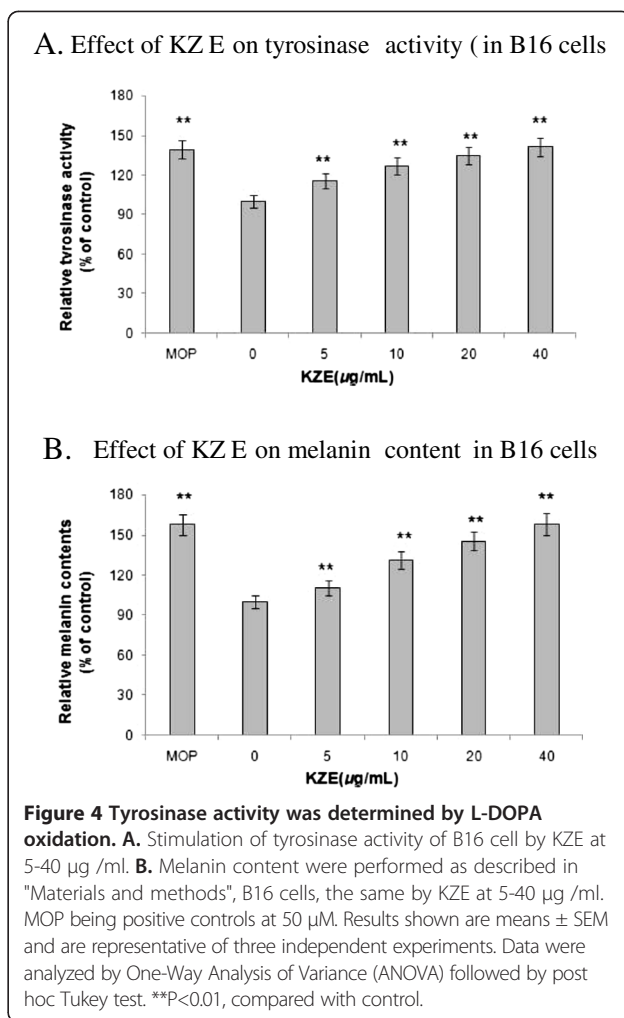 A. Effect of KZ E on tyrosinase activity ( in B16 cells
Relative tyrosinase activity
(% of control)
180
150
120
90
60
30
0
**
**
**
**
**
MOP 0 5 10 20 40
KZE(µg/mL)
B. Effect of KZ E on melanin content in B16 cells
Relative melanin contents
(% of control)
180
150
120
90
60
30
0
**
**
**
**
**
MOP 0 5 10 20 40
KZE(µg/mL)
Figure 4 Tyrosinase activity was determined by L-DOPA
oxidation. A. Stimulation of tyrosinase activity of B16 cell by KZE at
5-40 µg /ml. B. Melanin content were performed as described in
"Materials and methods", B16 cells, the same by KZE at 5-40 µg /ml.
MOP being positive controls at 50 µM. Results shown are means ± SEM
and are representative of three independent experiments. Data were
analyzed by One-Way Analysis of Variance (ANOVA) followed by post
hoc Tukey test. **P<0.01, compared with control.